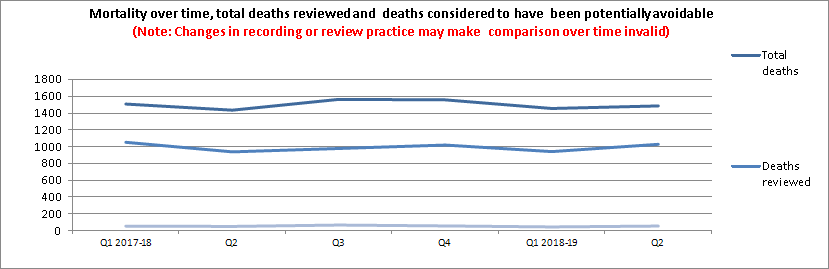 Mortality over time, total deaths reviewed and deaths considered to have been potentially avoidable
(Note: Changes in recording or review practice may make comparison over time invalid)
Total
deaths
1800
1600
1400
1200
1000
800
600
400
200
0
Deaths
reviewed
Q1 2017-18 Q2 Q3 Q4 Q1 2018-19 Q2